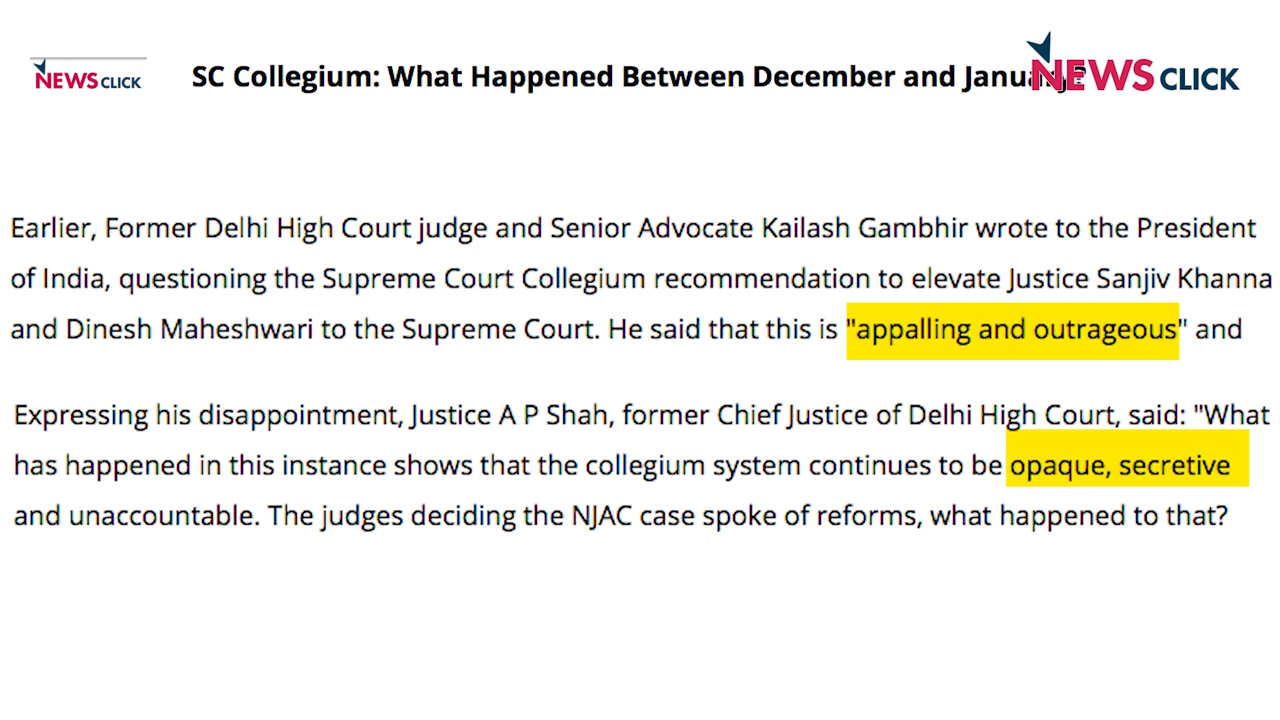 NEWSCLICK
SC Collegium: What Happened Between December and January?
NEWSCLICK
Earlier, Former Delhi High Court judge and Senior Advocate Kailash Gambhir wrote to the President
of India, questioning the Supreme Court Collegium recommendation to elevate Justice Sanjiv Khanna
and Dinesh Maheshwari to the Supreme Court. He said that this is "appalling and outrageous" and
Expressing his disappointment, Justice A P Shah, former Chief Justice of Delhi High Court, said: "What
has happened in this instance shows that the collegium system continues to be opaque, secretive
and unaccountable. The judges deciding the NJAC case spoke of reforms, what happened to that?